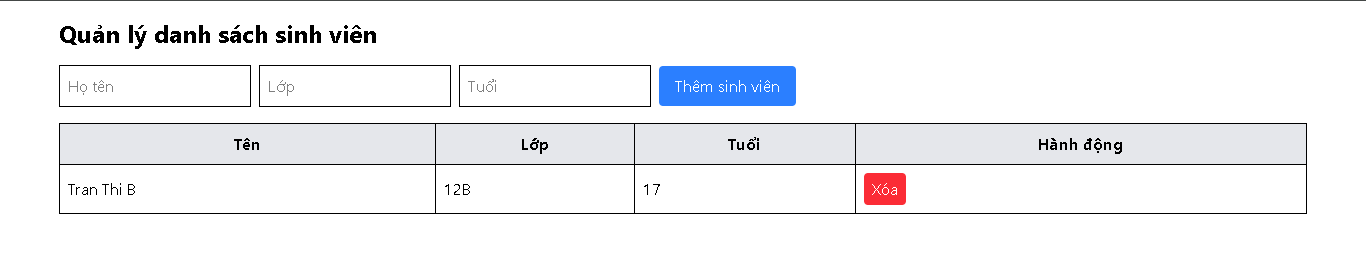 Quản lý danh sách sinh viên
Họ tên Lớp Tuổi Thêm sinh viên
Tên Lớp Tuổi Hành động
Tran Thi B 12B 17 Xóa